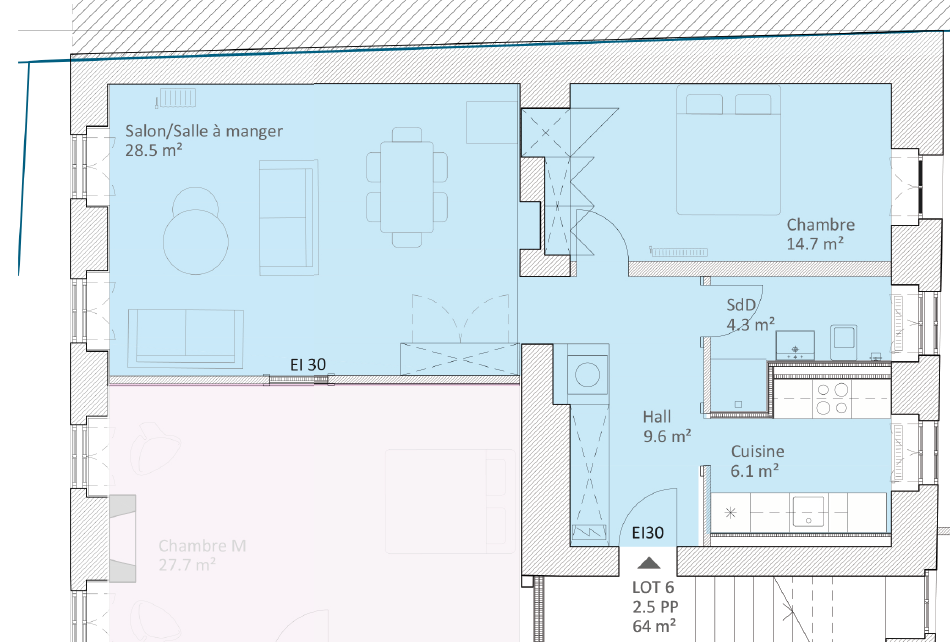 Salon/Salle à manger
28.5 m²
Chambre
14.7 m²
SdD
4.3 m²
EI 30
Hall
9.6 m²
Cuisine
6.1 m²
EI30
Chambre M
27.7 m²
LOT 6
2.5 PP
64 m²